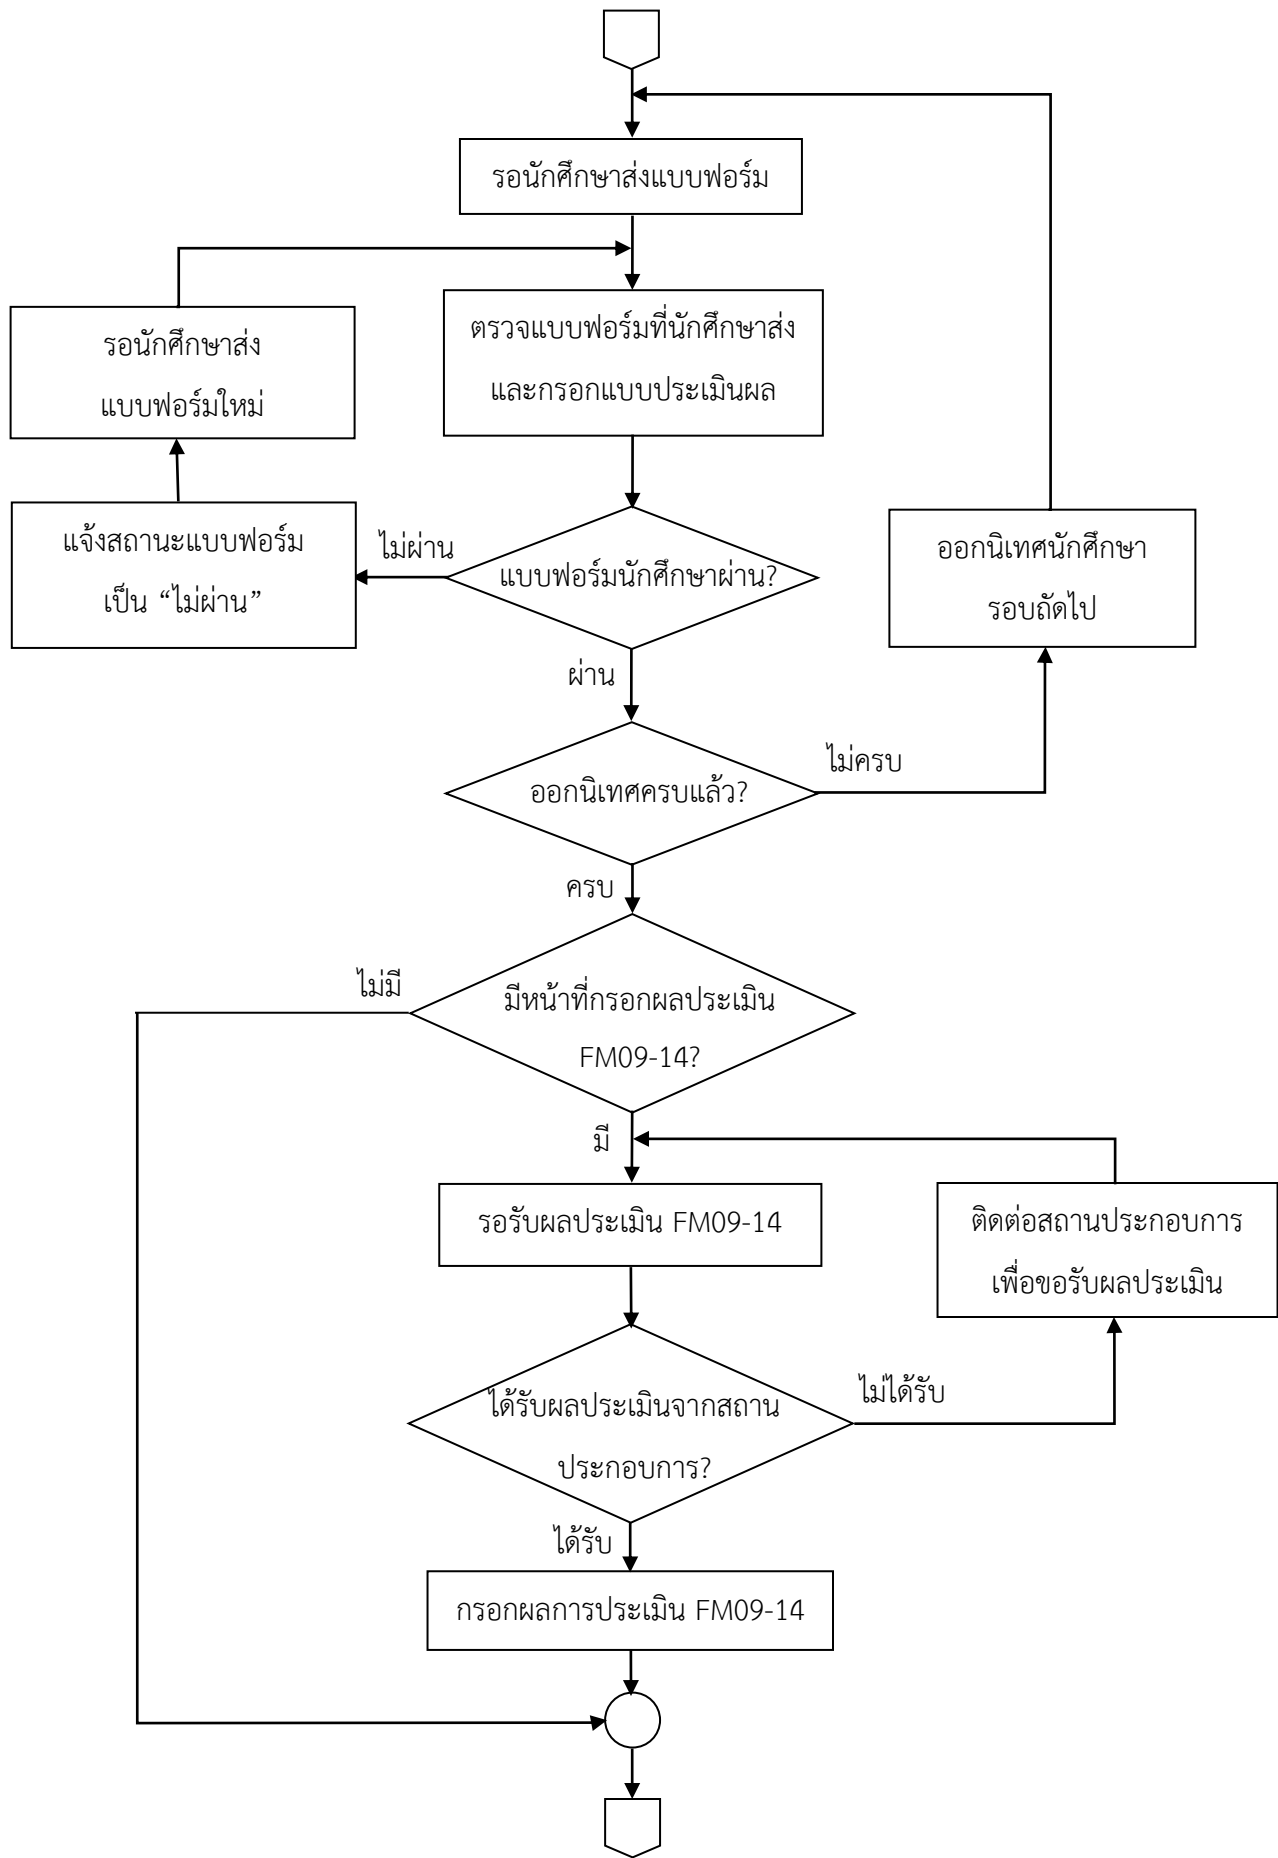 รอนักศึกษาส่งแบบฟอร์ม
ตรวจแบบฟอร์มที่นักศึกษาส่ง
และกรอกแบบประเมินผล
รอนักศึกษาส่ง
แบบฟอร์มใหม่
แจ้งสถานะแบบฟอร์ม
เป็น “ไม่ผ่าน”
ไม่ผ่าน
แบบฟอร์มนักศึกษาผ่าน?
ออกนิเทศนักศึกษา
รอบถัดไป
ผ่าน
ออกนิเทศครบแล้ว?
ไม่ครบ
ครบ
ไม่มี
มีหน้าที่กรอกผลประเมิน
FM09-14?
มี
รอรับผลประเมิน FM09-14
ติดต่อสถานประกอบการ
เพื่อขอรับผลประเมิน
ได้รับผลประเมินจากสถาน
ประกอบการ?
ไม่ได้รับ
ได้รับ
กรอกผลการประเมิน FM09-14